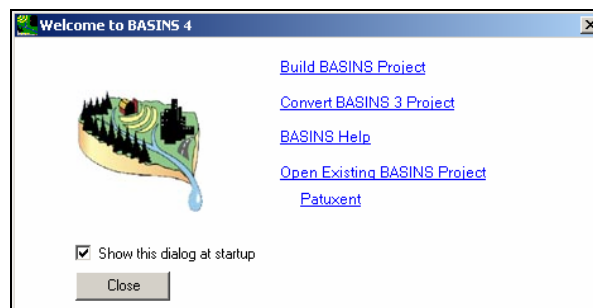 Welcome to BASINS 4
Build BASINS Project
Convert BASINS 3 Project
BASINS Help
Open Existing BASINS Project
Patuxent
Show this dialog at startup
Close